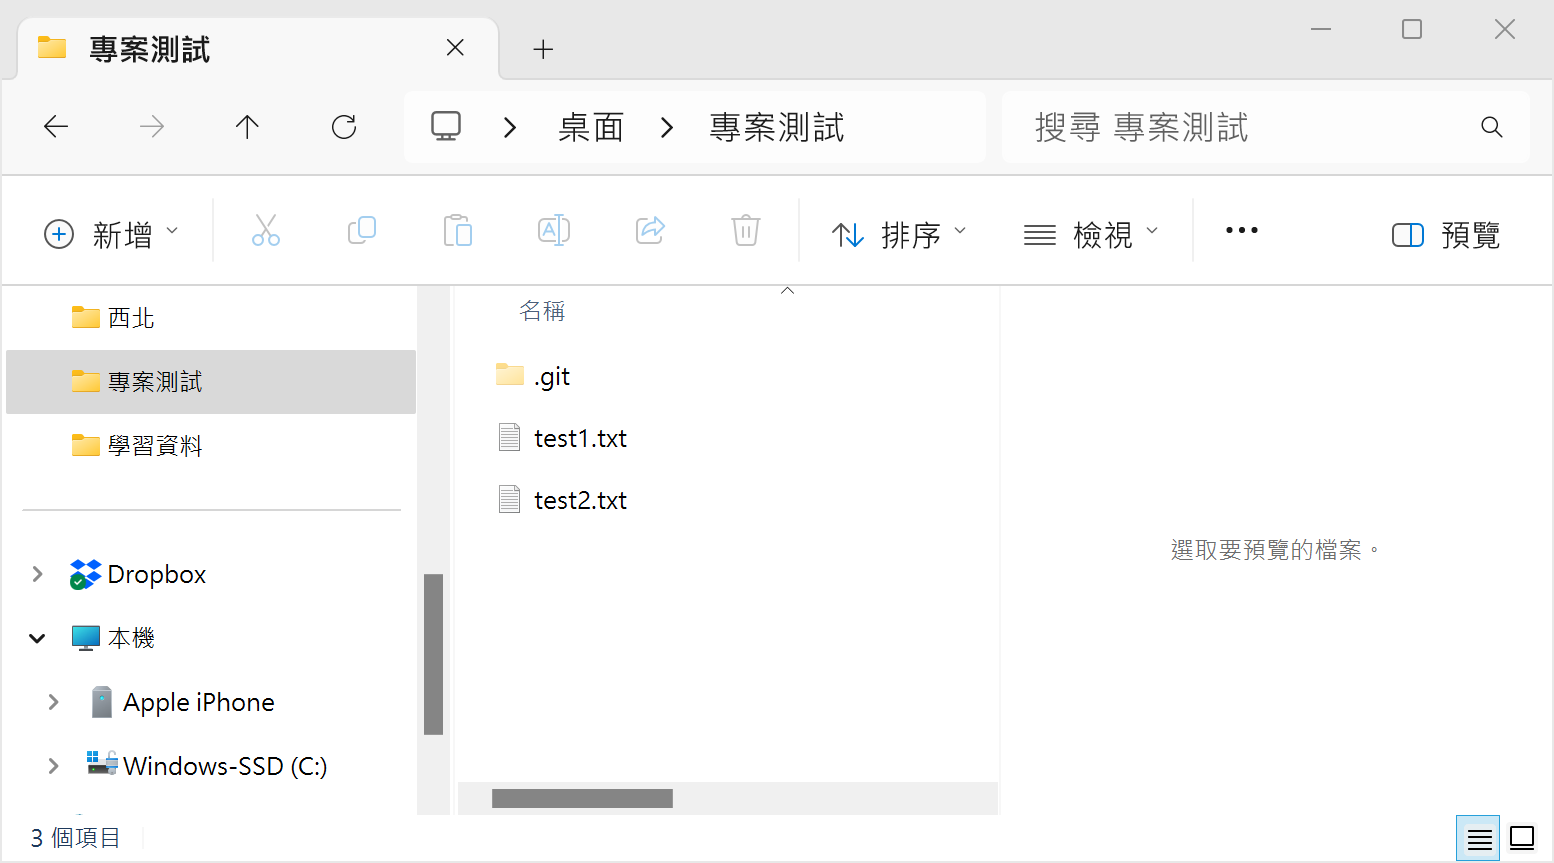 專案測試
桌面 專案測試
搜尋 專案測試
新增
排序
檢視
預覽
西北
專案測試
學習資料
Dropbox
本機
Apple iPhone
Windows-SSD (C:)
名稱
.git
test1.txt
test2.txt
選取要預覽的檔案。
3 個項目